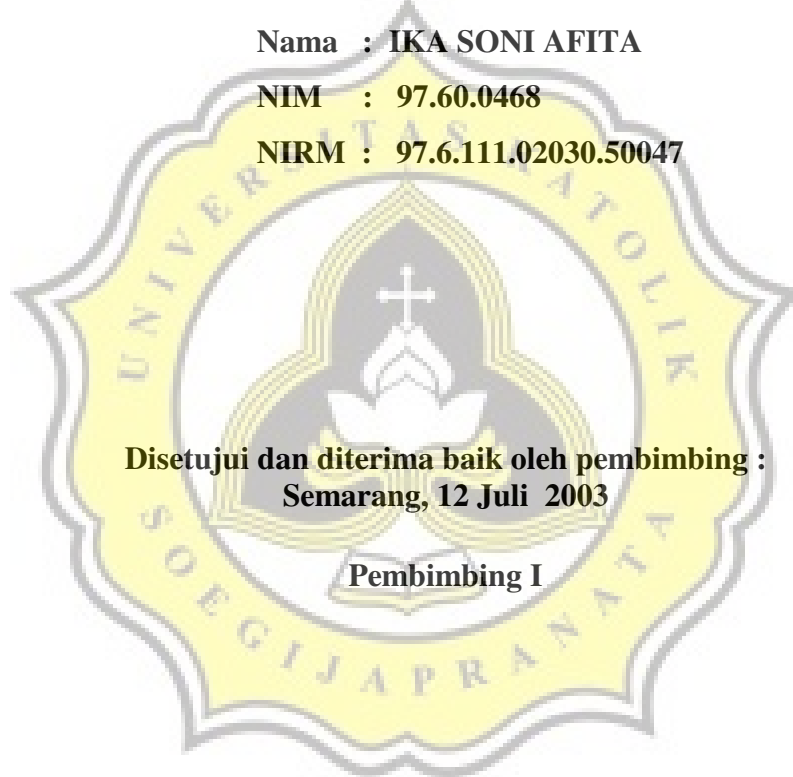 Nama : IKA SONI AFITA
NIM : 97.60.0468
NIRM : 97.6.111.02030.50047
UNIVERSITAS KATOLIK
Disetujui dan diterima baik oleh pembimbing :
Semarang, 12 Juli 2003
Pembimbing I
SOEGIJAPRANATA